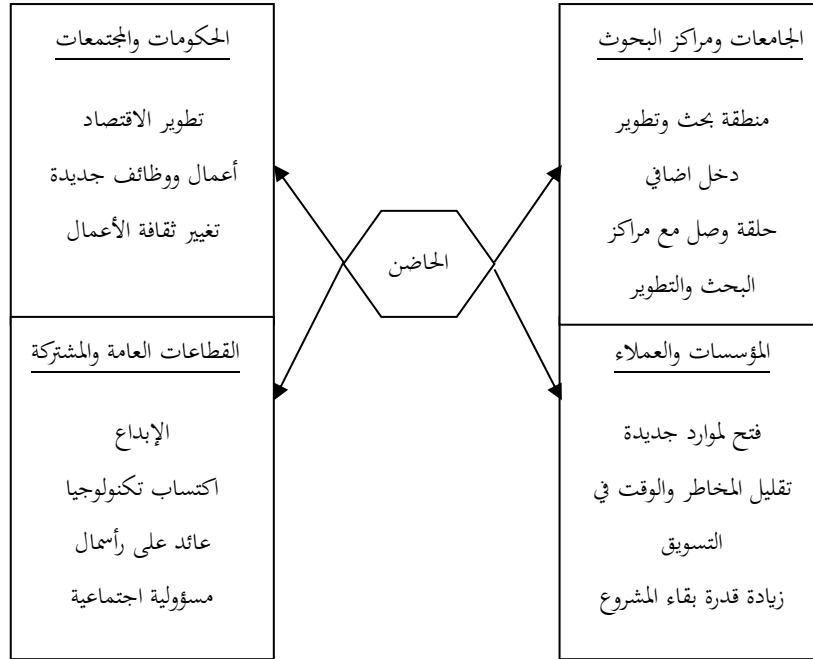 الجامعات ومراكز البحوث
منطقة بحث وتطوير
دخل اضافي
حلقة وصل مع مراكز
البحث والتطوير
الحكومات والمجتمعات
تطوير الاقتصاد
أعمال ووظائف جديدة
تغيير ثقافة الأعمال
الحاضن
المؤسسات والعملاء
فتح لموارد جديدة
تقليل المخاطر والوقت في
التسويق
زيادة قدرة بقاء المشروع
القطاعات العامة والمشتركة
الإبداع
اكتساب تكنولوجيا
عائد على رأسمال
مسؤولية اجتماعية